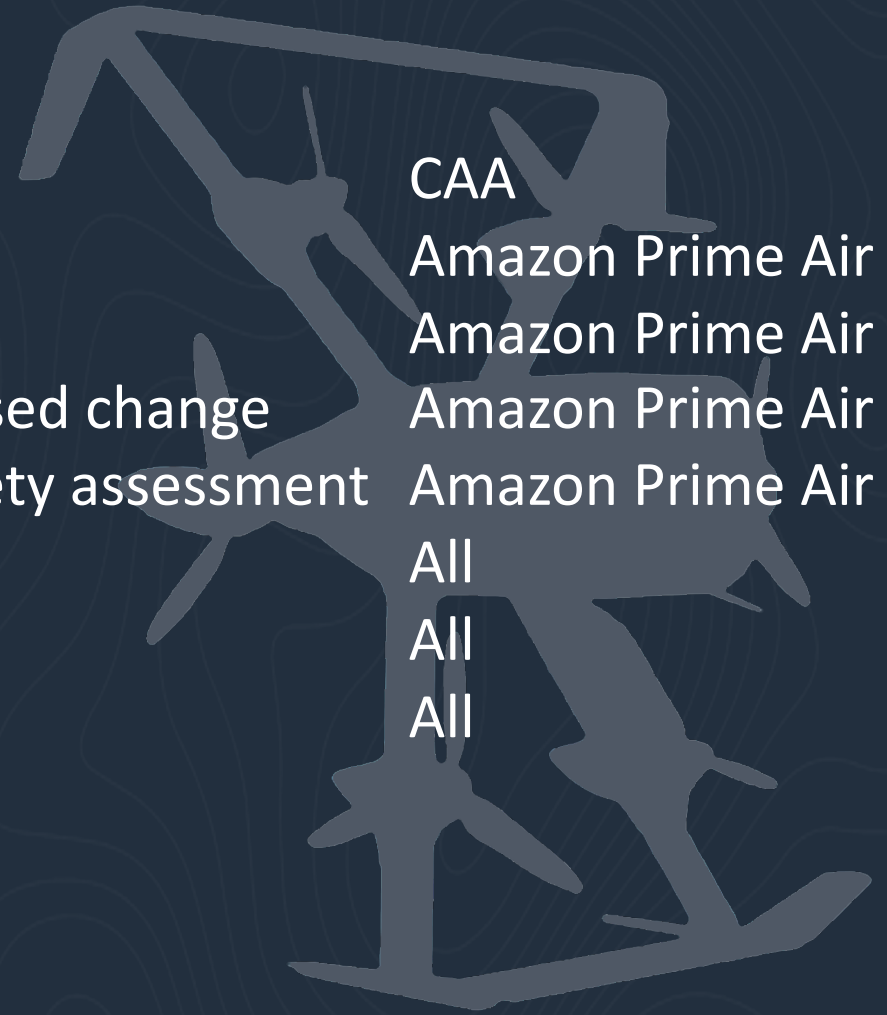 CAA
Amazon Prime Air
Amazon Prime Air
sed change Amazon Prime Air
ety assessment Amazon Prime Air
All
All
All